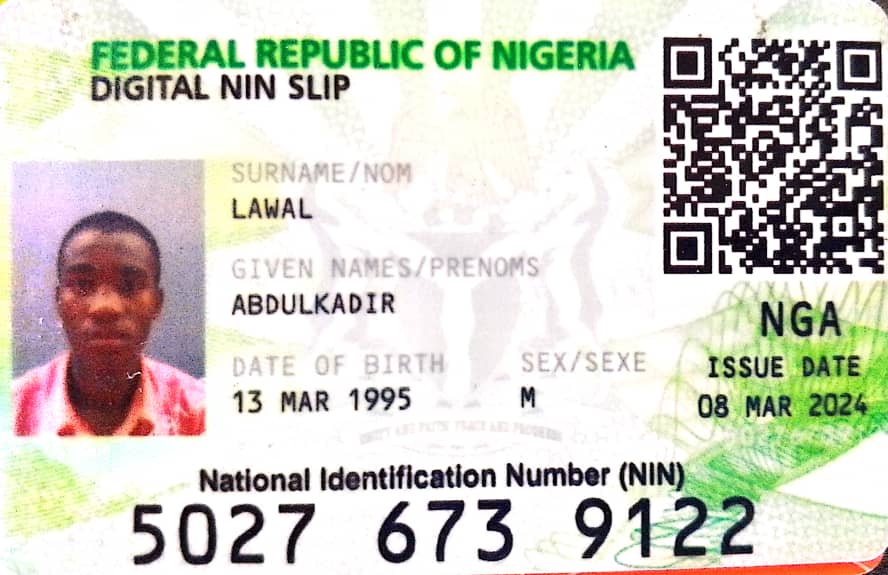 FEDERAL REPUBLIC OF NIGERIA
DIGITAL NIN SLIP
SURNAME/NOM
LAWAL
GIVEN NAMES/PRENOMS
ABDULKADIR
DATE OF BIRTH SEX/SEXE
13 MAR 1995 M
NGA
ISSUE DATE
08 MAR 2024
UNITY AND FAITH PEACE AND PROGRESS
National Identification Number (NIN)
5027 673 9122